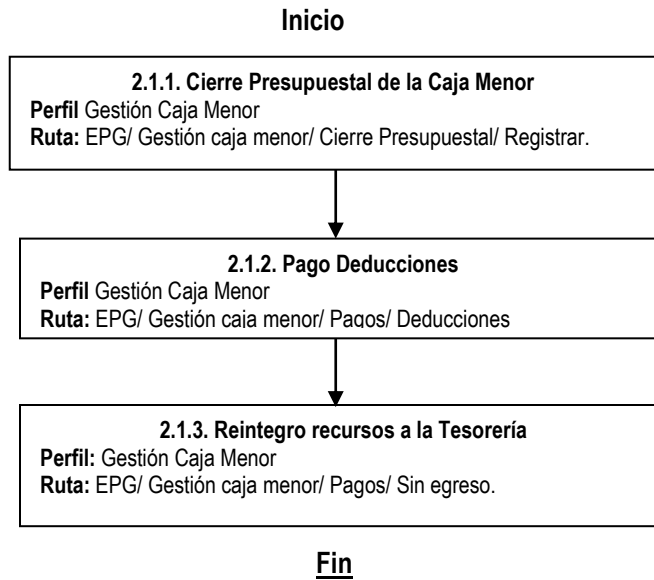 Inicio
2.1.1. Cierre Presupuestal de la Caja Menor
Perfil Gestión Caja Menor
Ruta: EPG/ Gestión caja menor/ Cierre Presupuestal/ Registrar.
2.1.2. Pago Deducciones
Perfil Gestión Caja Menor
Ruta: EPG/ Gestión caja menor/ Pagos/ Deducciones
2.1.3. Reintegro recursos a la Tesorería
Perfil: Gestión Caja Menor
Ruta: EPG/ Gestión caja menor/ Pagos/ Sin egreso.
Fin